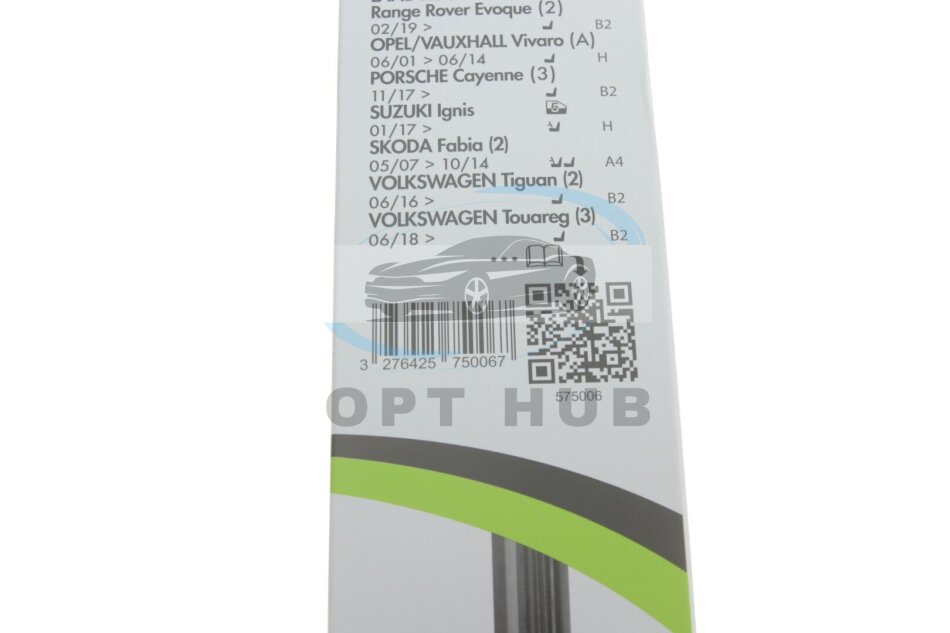 Range Rover Evoque (2)
02/19 > B2
OPEL/VAUXHALL Vivaro (A)
06/01 > 06/14 H
PORSCHE Cayenne (3)
11/17 > B2
SUZUKI Ignis 5
01/17 > H
SKODA Fabia (2)
05/07 > 10/14 A4
VOLKSWAGEN Tiguan (2)
06/16 > B2
VOLKSWAGEN Touareg (3)
06/18 > B2
...
3 276425 750067
575006
OPT HUB